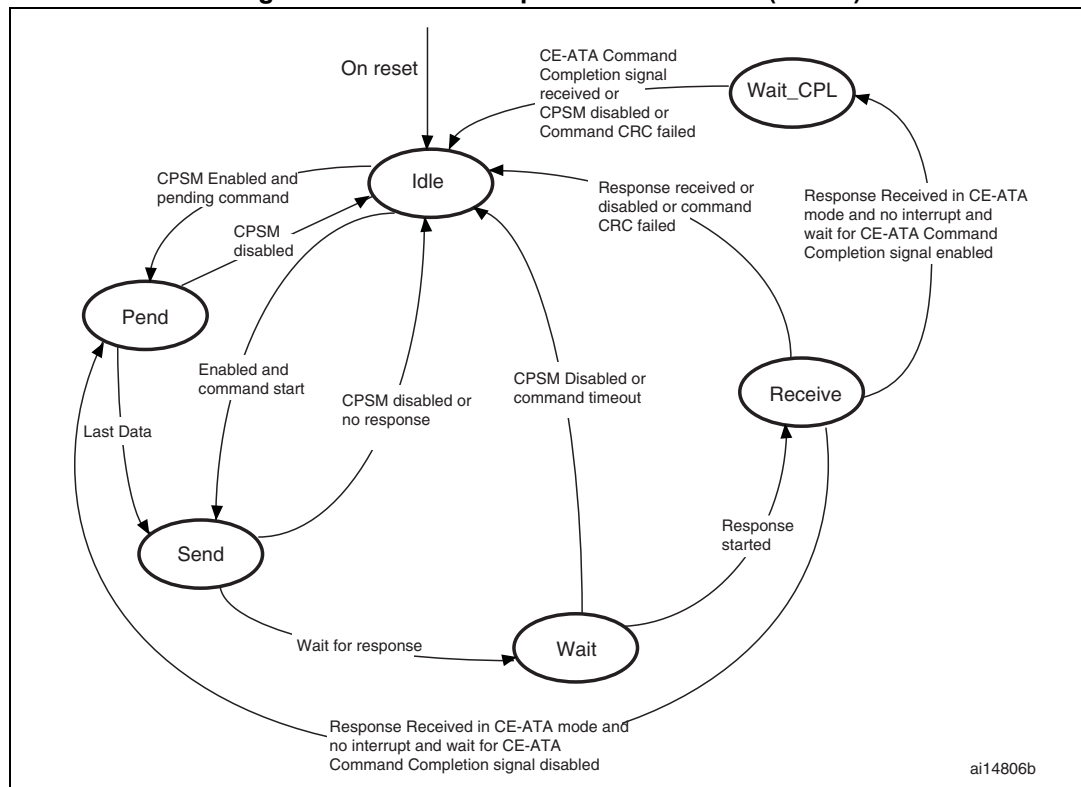 On reset
CE-ATA Command
Completion signal
received or
CPSM disabled or
Command CRC failed
Wait_CPL
Idle
CPSM Enabled and
pending command
CPSM
disabled
Response received or
disabled or command
CRC failed
Response Received in CE-ATA
mode and no interrupt and
wait for CE-ATA Command
Completion signal enabled
Pend
Enabled and
command start
CPSM disabled or
no response
CPSM Disabled or
command timeout
Receive
Last Data
Send
Response
started
Wait for response
Wait
Response Received in CE-ATA mode and
no interrupt and wait for CE-ATA
Command Completion signal disabled
ai14806b